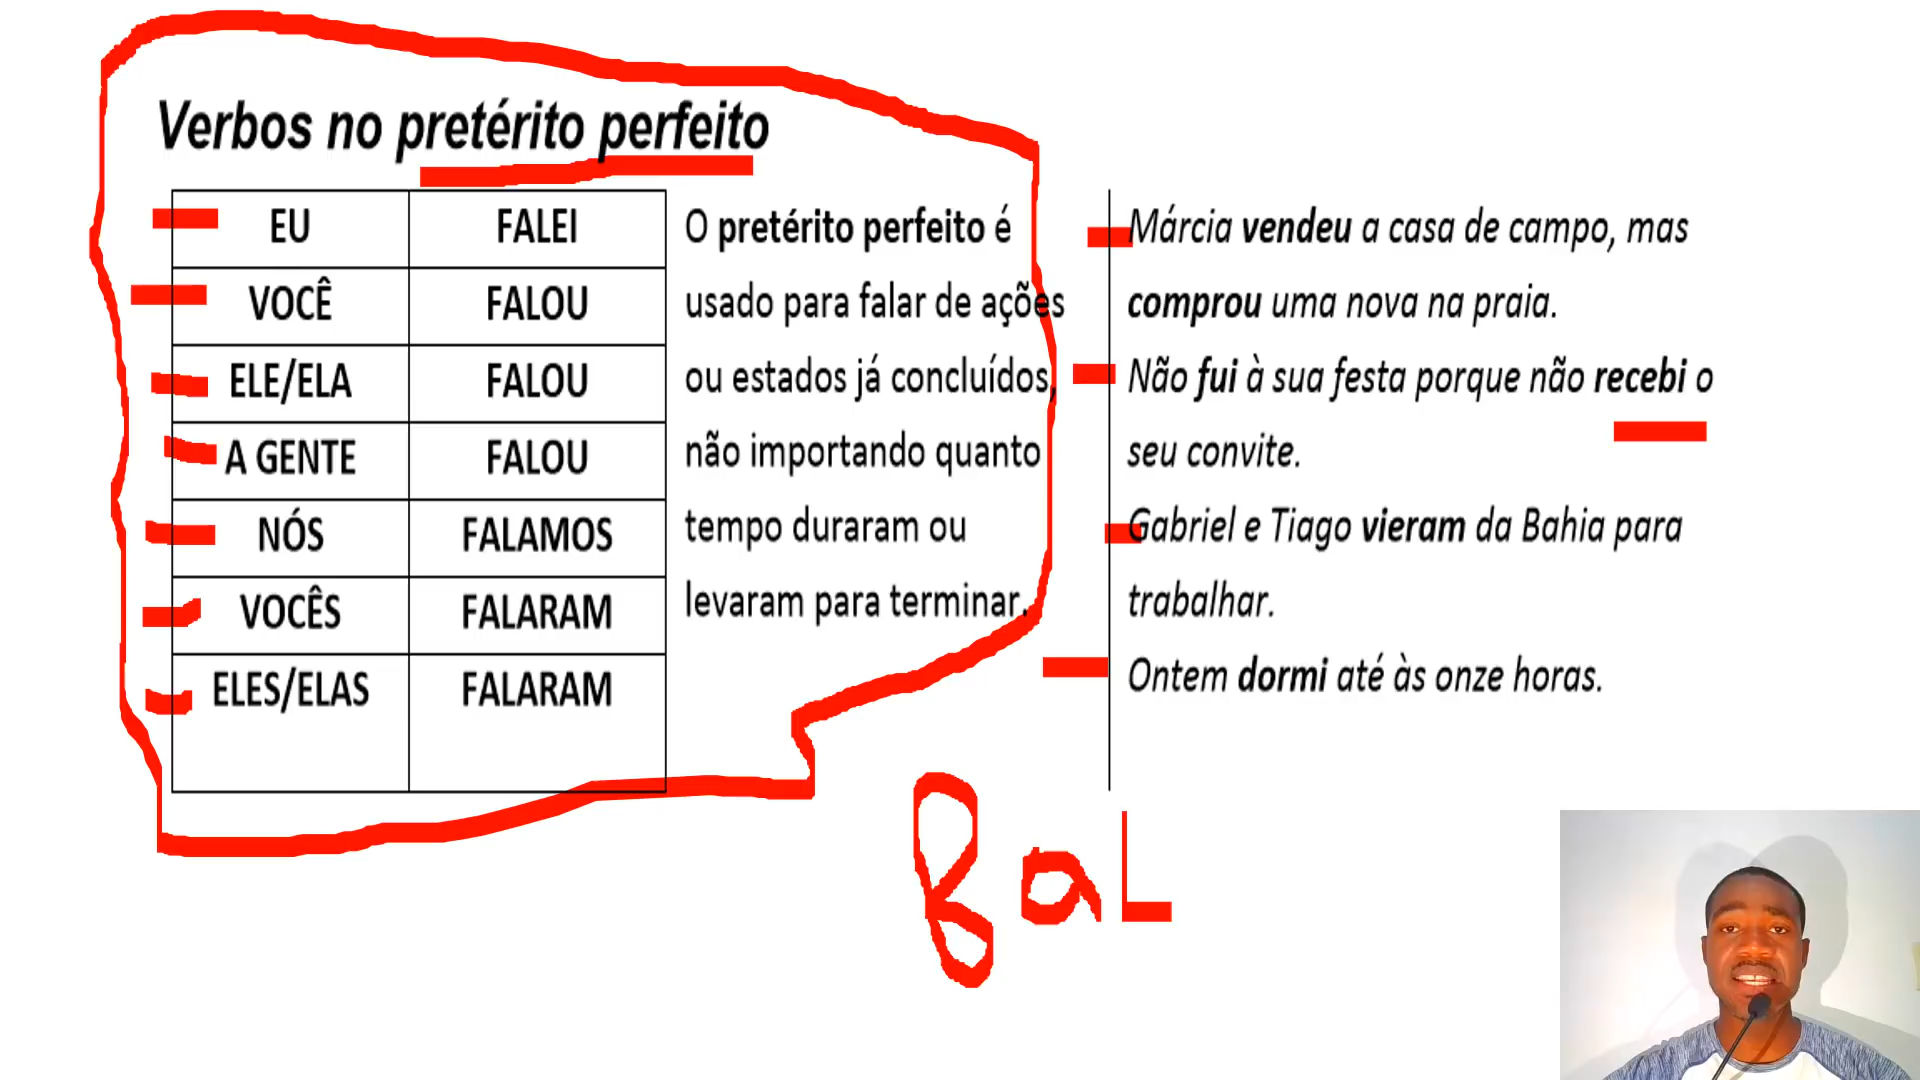 Verbos no pretérito perfeito
EU FALEI
VOCÊ FALOU
ELE/ELA FALOU
A GENTE FALOU
NÓS FALAMOS
VOCÊS FALARAM
ELES/ELAS FALARAM
O pretérito perfeito é
usado para falar de ações
ou estados já concluídos,
não importando quanto
tempo duraram ou
levaram para terminar.
Márcia vendeu a casa de campo, mas
comprou uma nova na praia.
Não fui à sua festa porque não recebi o
seu convite.
Gabriel e Tiago vieram da Bahia para
trabalhar.
Ontem dormi até às onze horas.
faL